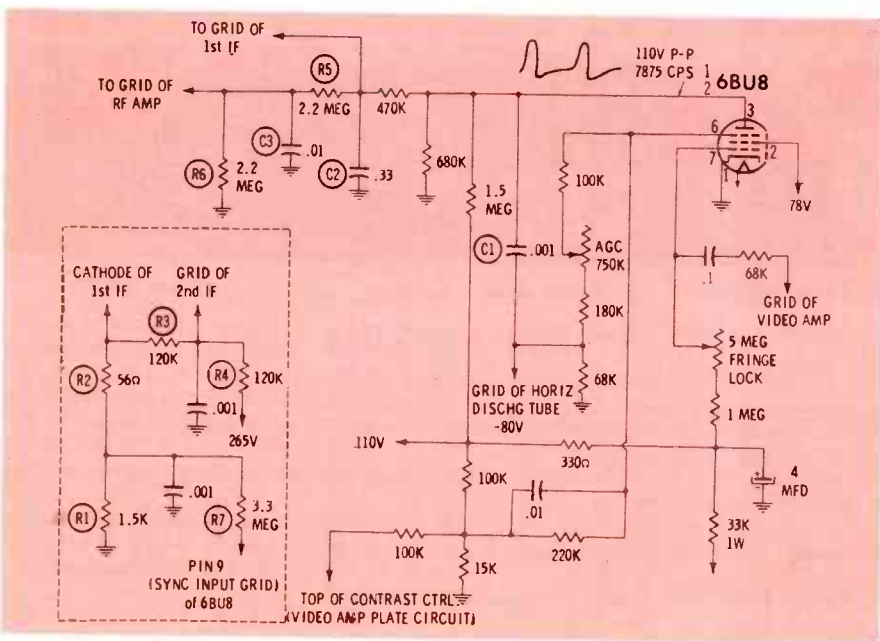 TO GRID OF
1st IF
TO GRID OF
RF AMP
R5
2.2 MEG
470K
110V P-P
7875 CPS
1
2
6BU8
3
6
7
2
1
78V
C3
.01
R6
2.2
MEG
C2
.33
680K
1.5
MEG
C1
.001
100K
AGC
750K
180K
68K
.1
68K
GRID OF
VIDEO AMP
5 MEG
FRINGE
LOCK
1 MEG
GRID OF HORIZ
DISCHG TUBE
-80V
CATHODE OF
1st IF
GRID OF
2nd IF
R3
120K
R2
56Ω
R4
120K
.001
265V
R1
1.5K
.001
R7
3.3
MEG
PIN 9
(SYNC INPUT GRID)
of 6BU8
110V
330Ω
4
MFD
100K
.01
33K
1W
100K
15K
220K
TOP OF CONTRAST CTRL.
(VIDEO AMP PLATE CIRCUIT)